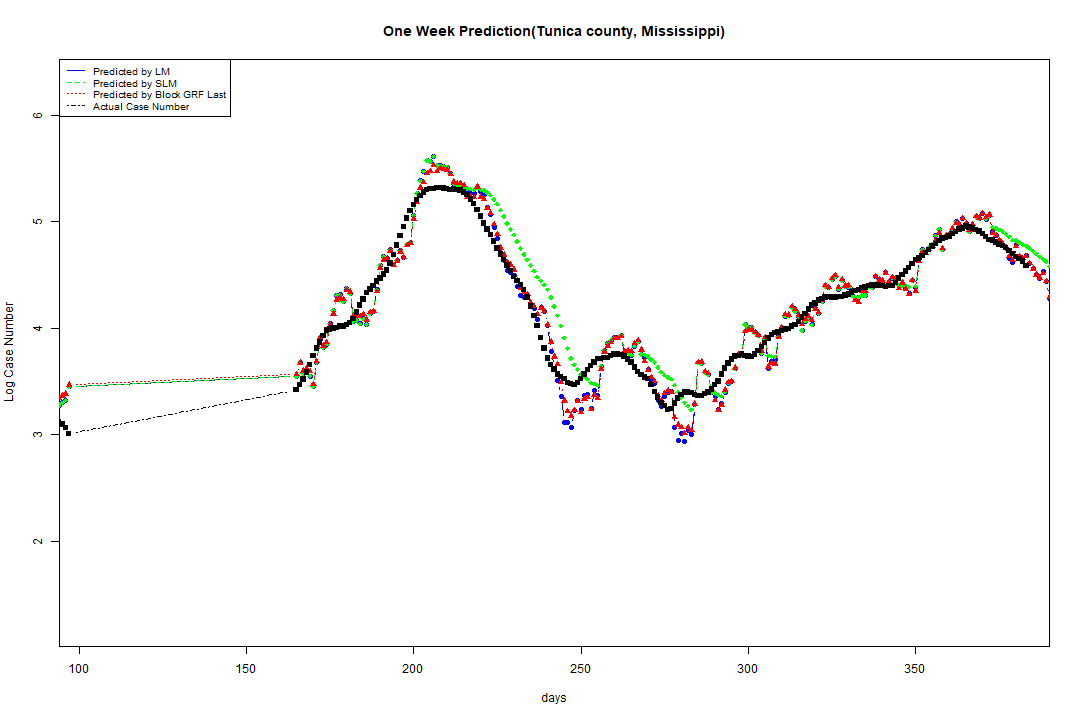 One Week Prediction(Tunica county, Mississippi)
Predicted by LM
Predicted by SLM
Predicted by Block GRF Last
Actual Case Number
Log Case Number
6
5
4
3
2
100 150 200 250 300 350
days